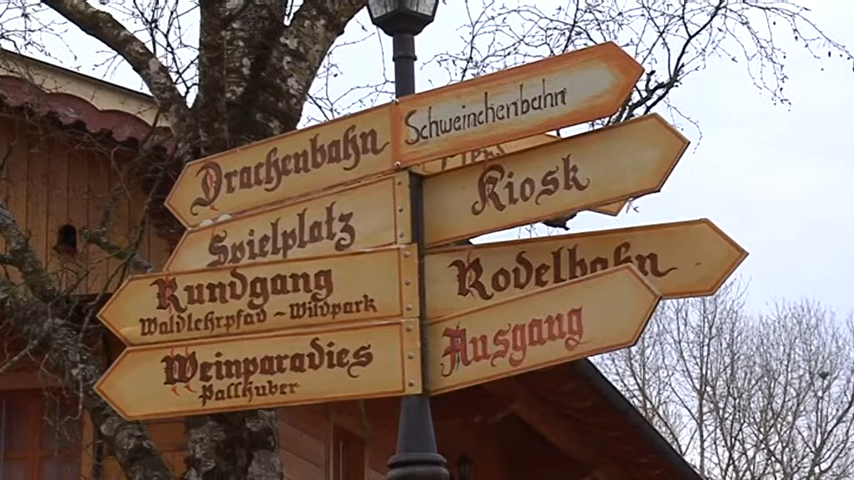 Drachenbahn
Schweinchenbahn
Spielplatz
Kiosk
Rundgang
Waldlehrpfad - Wildpark
Rodelbahn
Weinparadies
Pallhuber
Ausgang